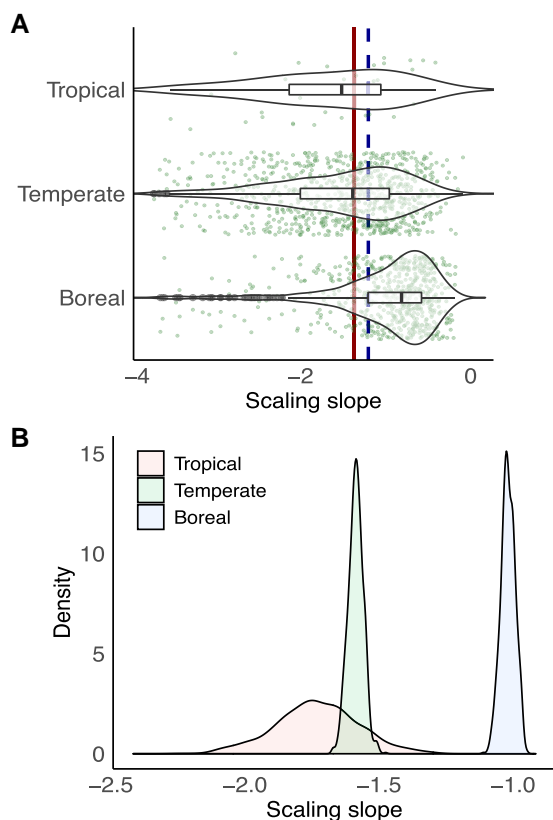 A
Tropical
Temperate
Boreal
−4 −2 0
Scaling slope
B
15
10
5
0
Density
Tropical
Temperate
Boreal
−2.5 −2.0 −1.5 −1.0
Scaling slope